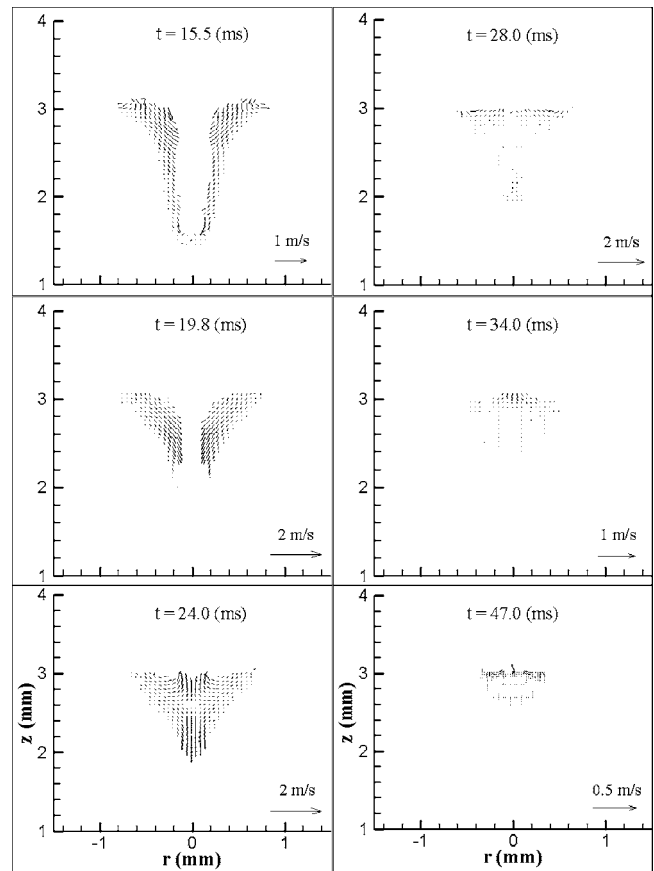 4
t = 15.5 (ms)
3
2
1 m/s
1
t = 28.0 (ms)
2 m/s
4
t = 19.8 (ms)
3
2
2 m/s
1
4
t = 34.0 (ms)
3
2
1 m/s
1
4
t = 24.0 (ms)
3
2
2 m/s
1
z (mm)
-1
0
1
r (mm)
4
t = 47.0 (ms)
3
2
0.5 m/s
1
z (mm)
-1
0
1
r (mm)
4
3
2
1